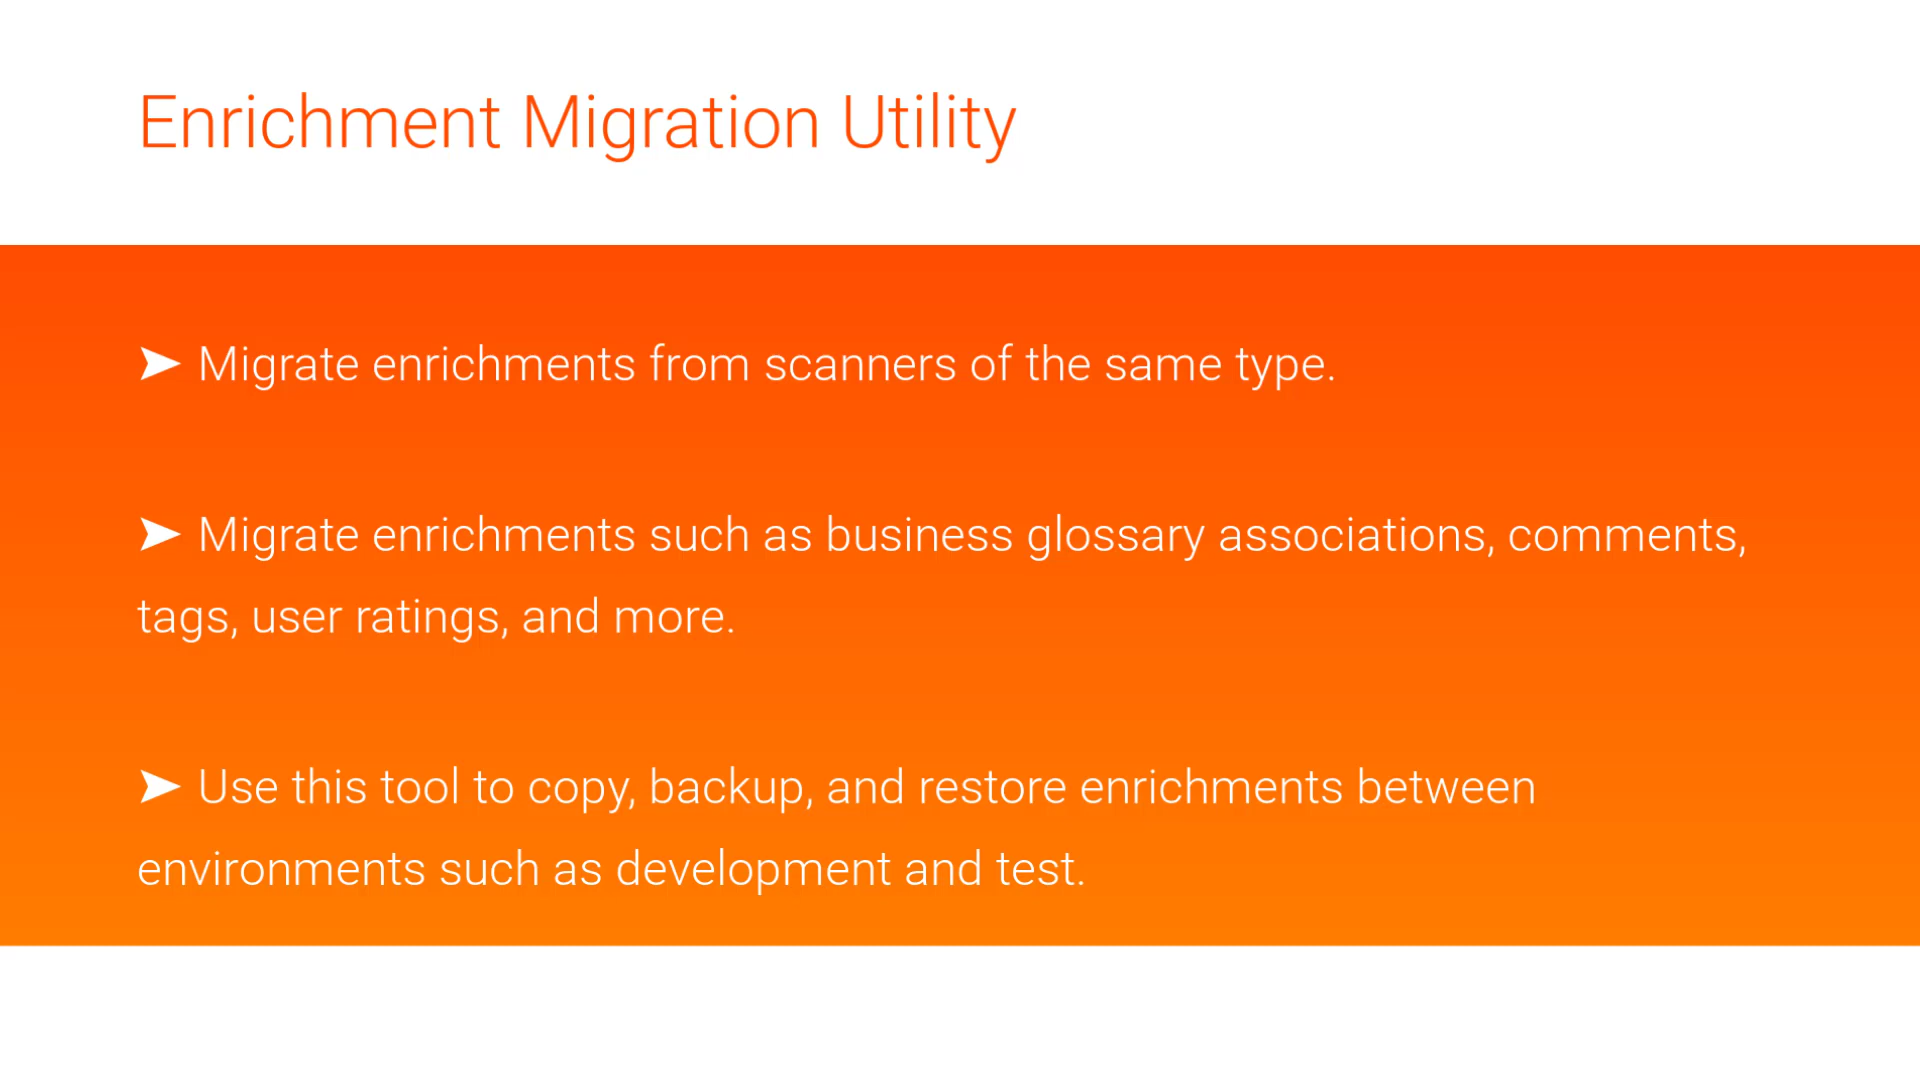 Enrichment Migration Utility
➤ Migrate enrichments from scanners of the same type.
➤ Migrate enrichments such as business glossary associations, comments,
tags, user ratings, and more.
➤ Use this tool to copy, backup, and restore enrichments between
environments such as development and test.